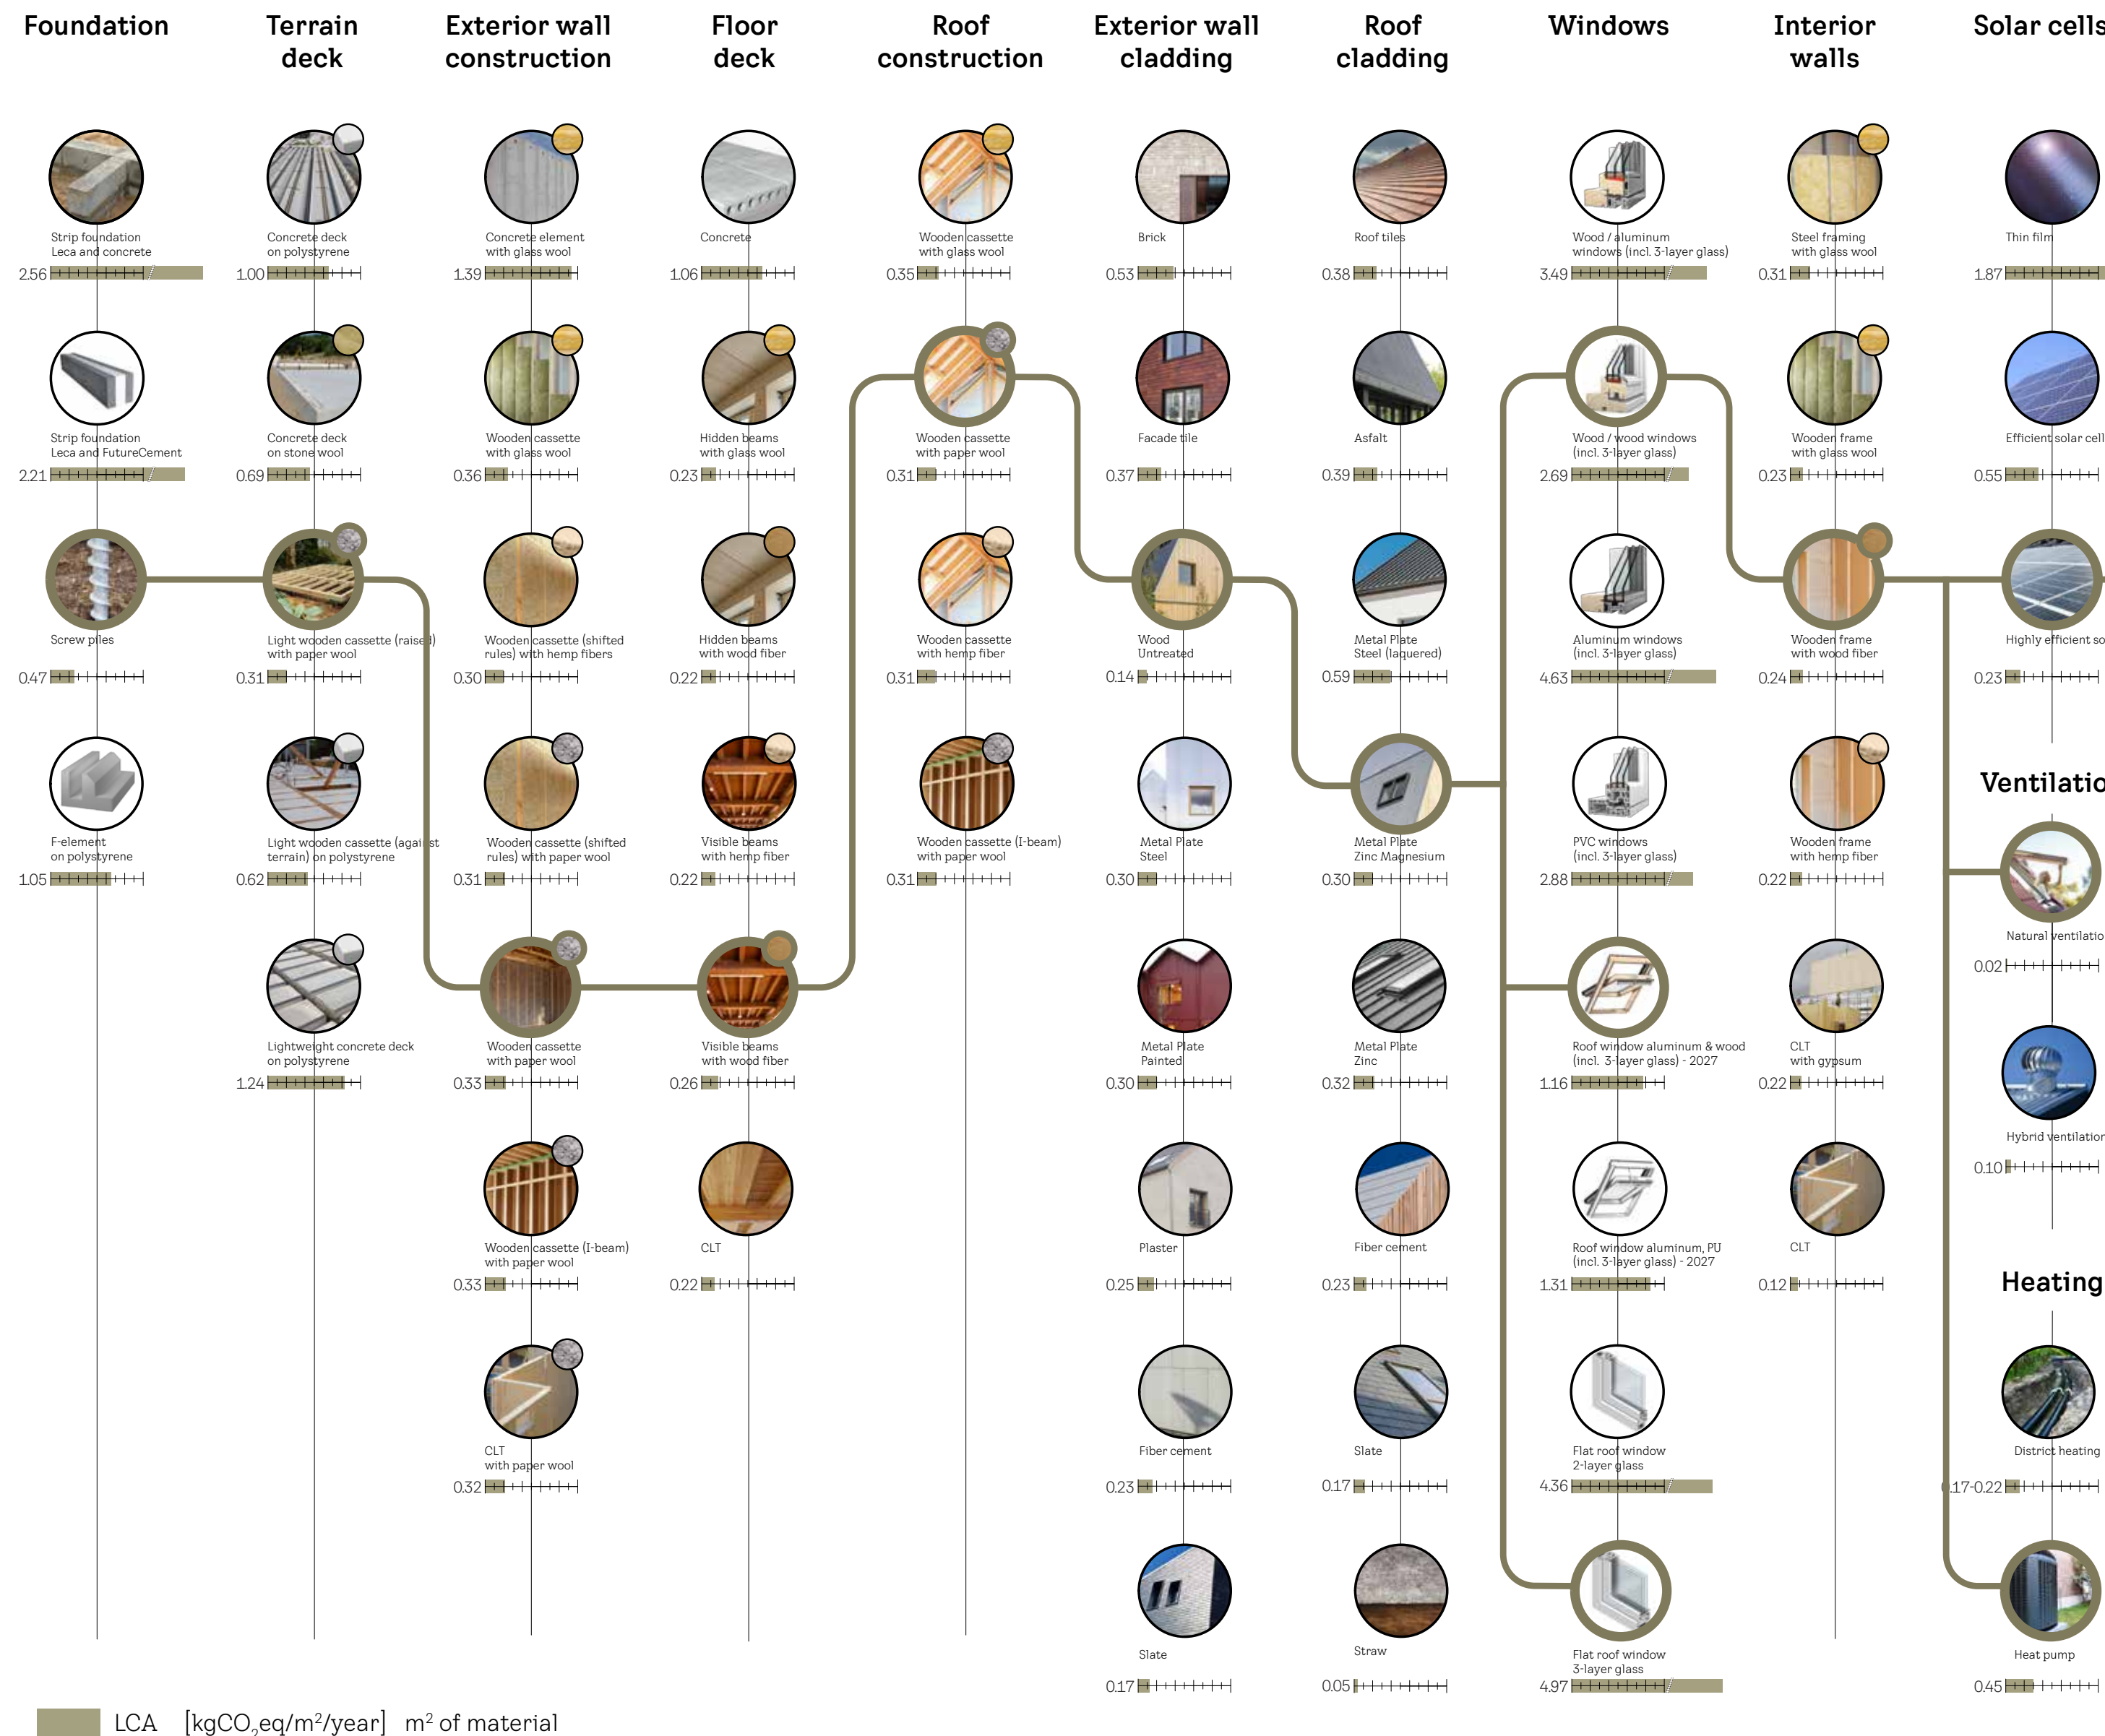 Foundation
Terrain
deck
Exterior wall
construction
Floor
deck
Roof
construction
Exterior wall
cladding
Roof
cladding
Windows
Interior
walls
Solar cells
Strip foundation
Leca and concrete
2.56
Concrete deck
on polystyrene
1.00
Concrete element
with glass wool
1.39
Concrete
1.06
Wooden cassette
with glass wool
0.35
Brick
0.53
Roof tiles
0.38
Wood / aluminum
windows (incl. 3-layer glass)
3.49
Steel framing
with glass wool
0.31
Thin film
1.87
Strip foundation
Leca and FutureCement
2.21
Concrete deck
on stone wool
0.69
Wooden cassette
with glass wool
0.36
Hidden beams
with glass wool
0.23
Wooden cassette
with paper wool
0.31
Facade tile
0.37
Asfalt
0.39
Wood / wood windows
(incl. 3-layer glass)
2.69
Wooden frame
with glass wool
0.23
Efficient solar cell
0.55
Screw piles
0.47
Light wooden cassette (raised)
with paper wool
0.31
Wooden cassette (shifted
rules) with hemp fibers
0.30
Hidden beams
with wood fiber
0.22
Wooden cassette
with hemp fiber
0.31
Wood
Untreated
0.14
Metal Plate
Steel (laquered)
0.59
Aluminum windows
(incl. 3-layer glass)
4.63
Wooden frame
with wood fiber
0.24
Highly efficient so
0.23
F-element
on polystyrene
1.05
Light wooden cassette (against
terrain) on polystyrene
0.62
Wooden cassette (shifted
rules) with paper wool
0.31
Visible beams
with hemp fiber
0.22
Wooden cassette (I-beam)
with paper wool
0.31
Metal Plate
Steel
0.30
Metal Plate
Zinc Magnesium
0.30
PVC windows
(incl. 3-layer glass)
2.88
Wooden frame
with hemp fiber
0.22
Ventilatio
Natural ventilatio
0.02
Lightweight concrete deck
on polystyrene
1.24
Wooden cassette
with paper wool
0.33
Visible beams
with wood fiber
0.26
Metal Plate
Painted
0.30
Metal Plate
Zinc
0.32
Roof window aluminum & wood
(incl. 3-layer glass) - 2027
1.16
CLT
with gypsum
0.22
Hybrid ventilation
0.10
Wooden cassette (I-beam)
with paper wool
0.33
CLT
0.22
Plaster
0.25
Fiber cement
0.23
Roof window aluminum, PU
(incl. 3-layer glass) - 2027
1.31
CLT
0.12
Heating
CLT
with paper wool
0.32
Fiber cement
0.23
Slate
0.17
Flat roof window
2-layer glass
4.36
District heating
0.17-0.22
Slate
0.17
Straw
0.05
Flat roof window
3-layer glass
4.97
Heat pump
0.45
LCA [kgCO₂eq/m²/year] m² of material